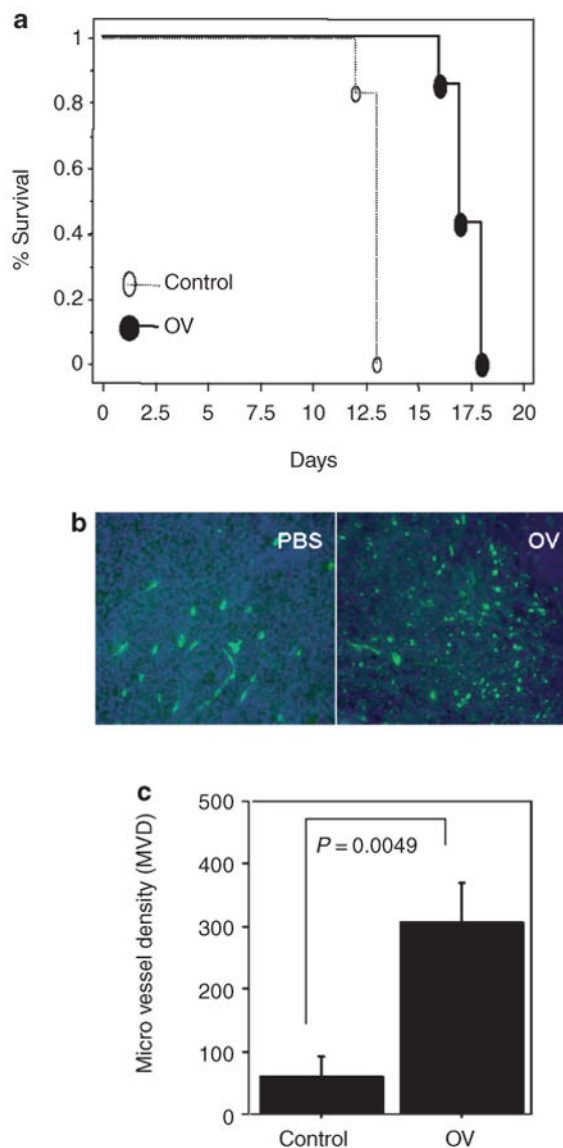 a
1
0.8
0.6
0.4
0.2
0
% Survival
Control
OV
0 2.5 5 7.5 10 12.5 15 17.5 20
Days
b
PBS
OV
c
500
400
300
200
100
0
Micro vessel density (MVD)
P = 0.0049
Control OV